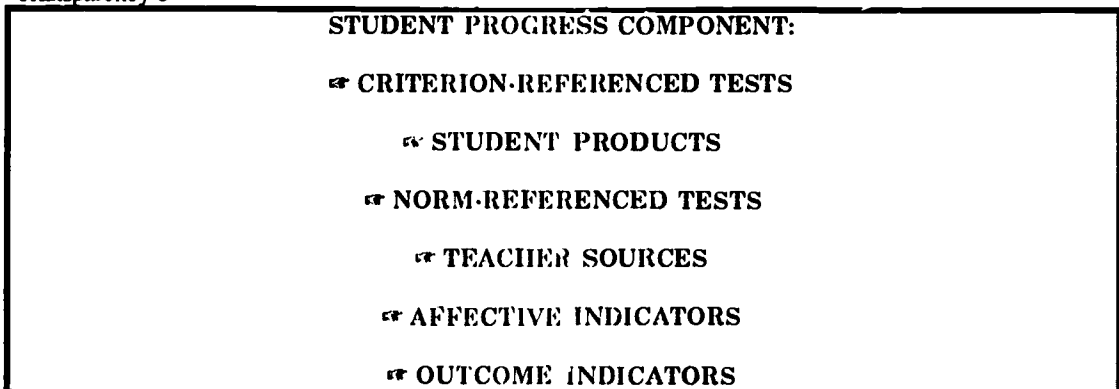 STUDENT PROGRESS COMPONENT:
☞ CRITERION-REFERENCED TESTS
☞ STUDENT PRODUCTS
☞ NORM-REFERENCED TESTS
☞ TEACHER SOURCES
☞ AFFECTIVE INDICATORS
☞ OUTCOME INDICATORS